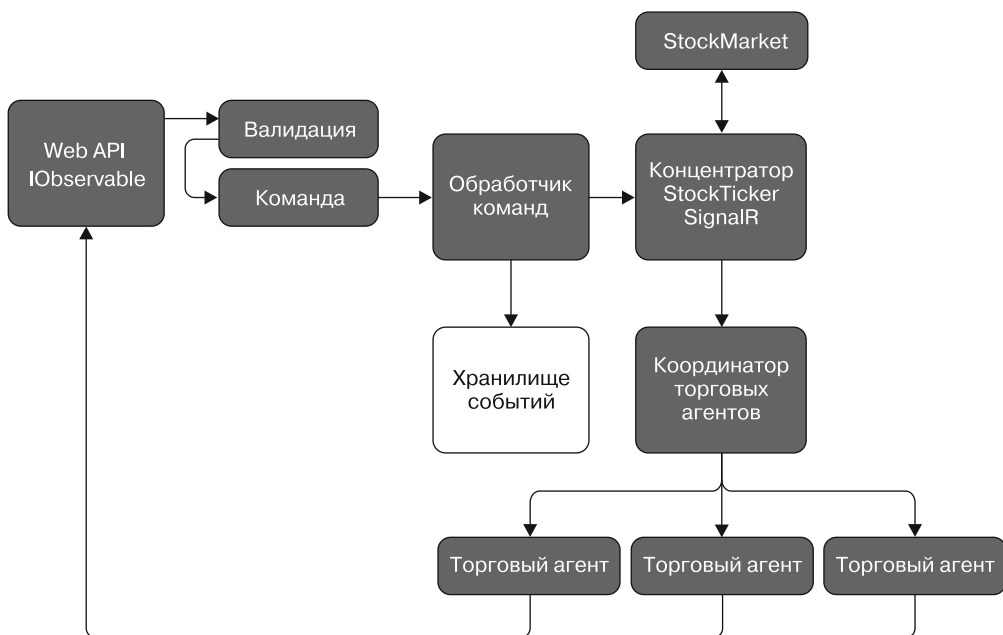 StockMarket
Web API
IObservable
Валидация
Команда
Обработчик
команд
Концентратор
StockTicker
SignalR
Хранилище
событий
Координатор
торговых
агентов
Торговый агент
Торговый агент
Торговый агент